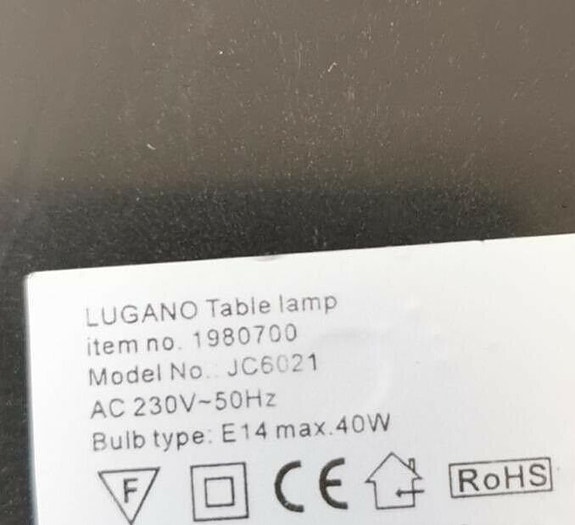 LUGANO Table lamp
item no. 1980700
Model No.: JC6021
AC 230V~50Hz
Bulb type: E14 max.40W
F CE RoHS